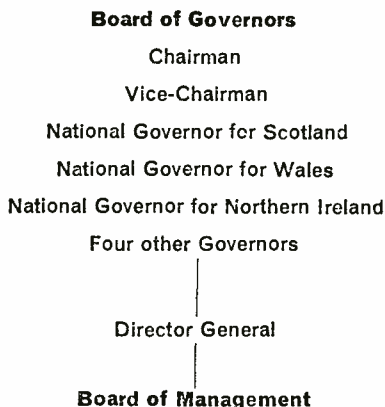 Board of Governors
Chairman
Vice-Chairman
National Governor for Scotland
National Governor for Wales
National Governor for Northern Ireland
Four other Governors
Director General
Board of Management